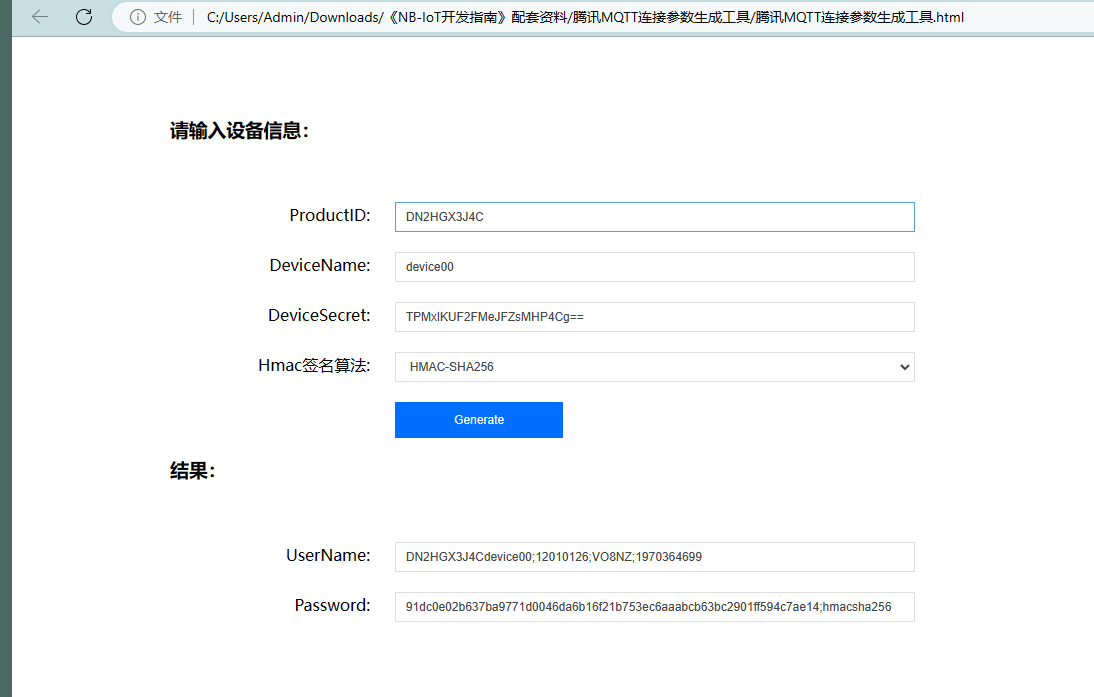 文件 C:/Users/Admin/Downloads/《NB-IoT开发指南》配套资料/腾讯MQTT连接参数生成工具/腾讯MQTT连接参数生成工具.html
请输入设备信息：
ProductID: DN2HGX3J4C
DeviceName: device00
DeviceSecret: TPMxlKUF2FMeJFZsMHP4Cg==
Hmac签名算法: HMAC-SHA256
Generate
结果：
UserName: DN2HGX3J4Cdevice00;12010126;VO8NZ;1970364699
Password: 91dc0e02b637ba9771d0046da6b16f21b753ec6aaabcb63bc2901ff594c7ae14;hmacsha256